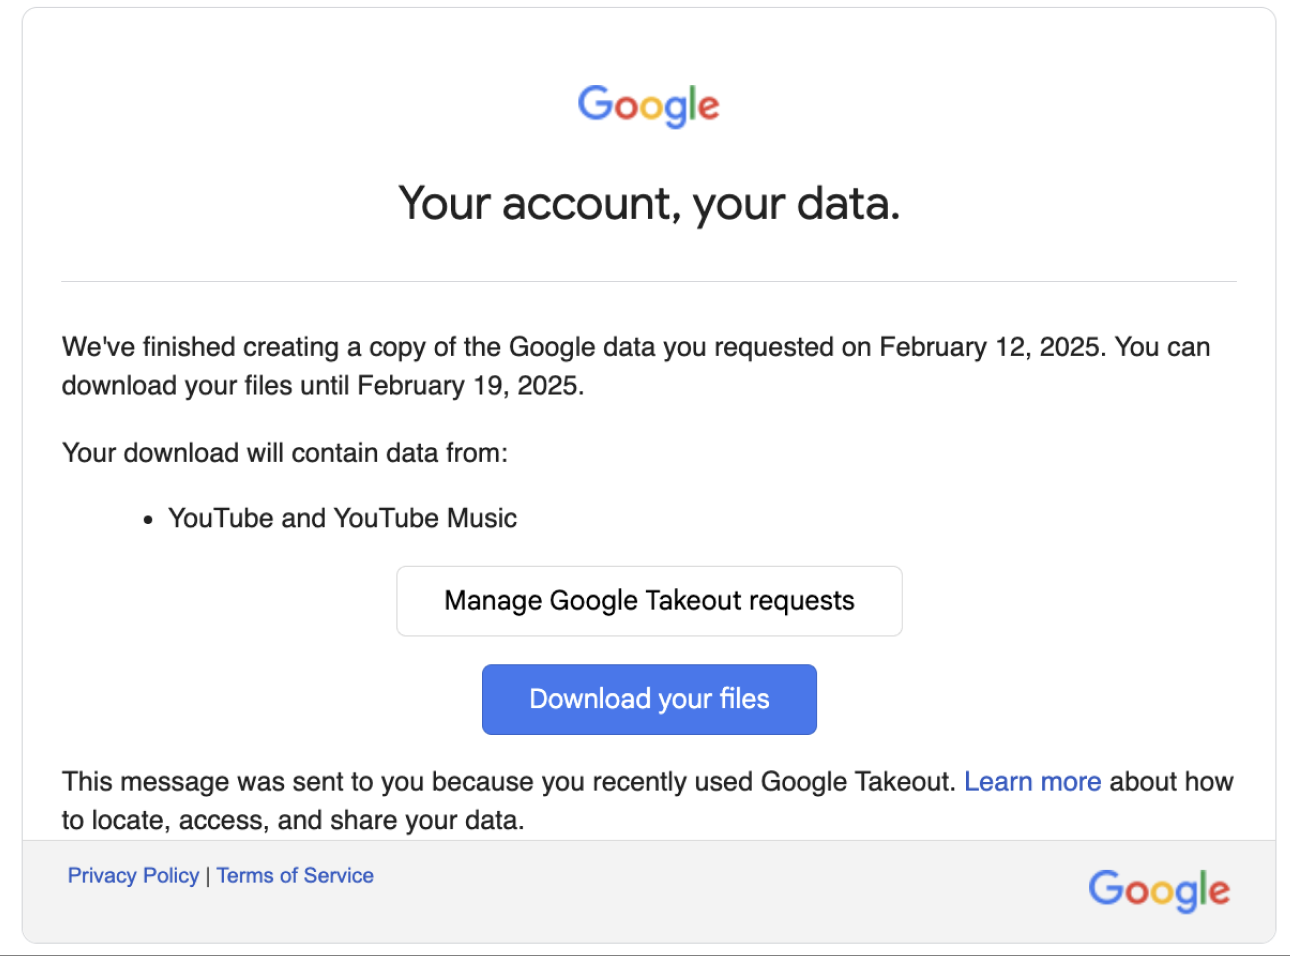 Google
Your account, your data.
We've finished creating a copy of the Google data you requested on February 12, 2025. You can
download your files until February 19, 2025.
Your download will contain data from:
• YouTube and YouTube Music
Manage Google Takeout requests
Download your files
This message was sent to you because you recently used Google Takeout. Learn more about how
to locate, access, and share your data.
Privacy Policy | Terms of Service
Google